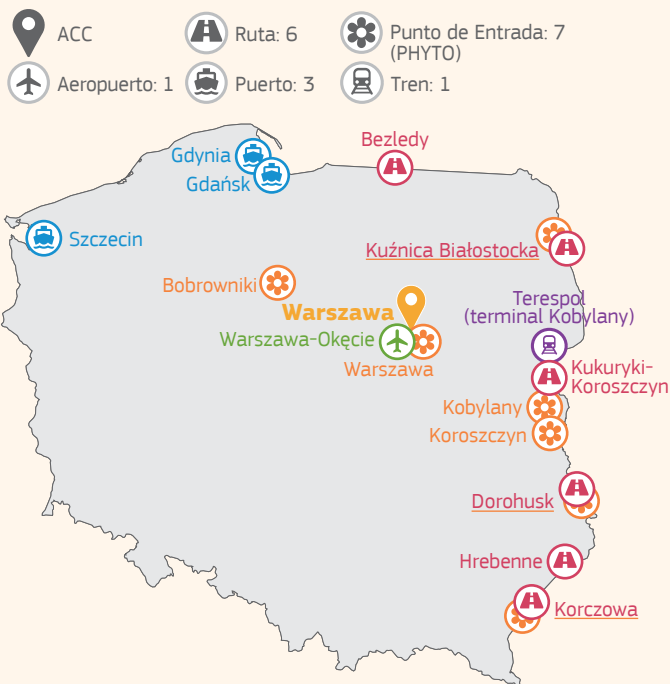 ACC
Ruta: 6
Punto de Entrada: 7
(PHYTO)
Aeropuerto: 1
Puerto: 3
Tren: 1
Bezledy
Gdynia
Gdańsk
Szczecin
Kuźnica Białostocka
Bobrowniki
Terespol
(terminal Kobylany)
Warszawa
Warszawa-Okęcie
Warszawa
Kukuryki-
Koroszczyn
Kobylany
Koroszczyn
Dorohusk
Hrebenne
Korczowa